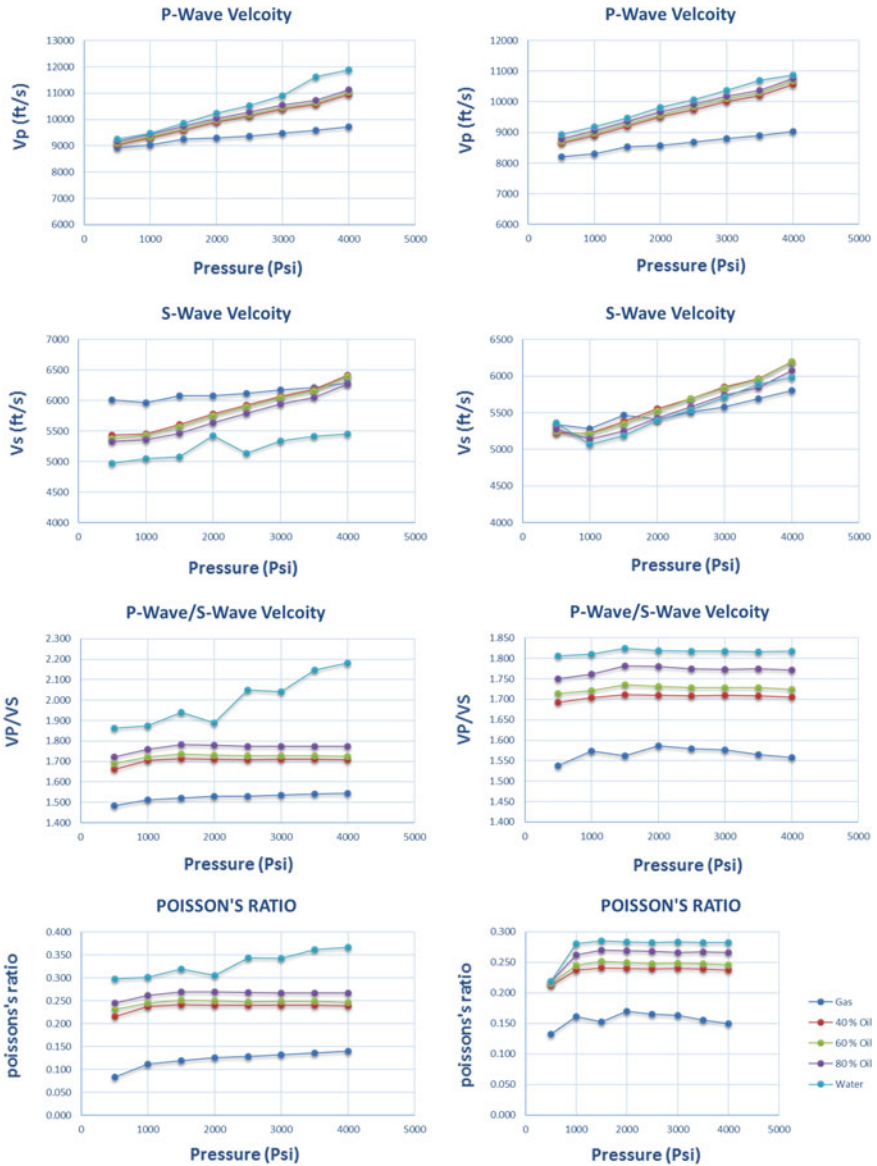 P-Wave Velcoity
13000
12000
11000
10000
9000
8000
7000
6000
Vp (ft/s)
0 1000 2000 3000 4000 5000
Pressure (Psi)
P-Wave Velcoity
12000
11000
10000
9000
8000
7000
6000
Vp (ft/s)
0 1000 2000 3000 4000 5000
Pressure (Psi)
S-Wave Velcoity
7000
6500
6000
5500
5000
4500
4000
Vs (ft/s)
0 1000 2000 3000 4000 5000
Pressure (Psi)
S-Wave Velcoity
6500
6000
5500
5000
4500
4000
Vs (ft/s)
0 1000 2000 3000 4000 5000
Pressure (Psi)
P-Wave/S-Wave Velcoity
2.300
2.200
2.100
2.000
1.900
1.800
1.700
1.600
1.500
1.400
VP/VS
0 1000 2000 3000 4000 5000
Pressure (Psi)
P-Wave/S-Wave Velcoity
1.850
1.800
1.750
1.700
1.650
1.600
1.550
1.500
1.450
1.400
VP/VS
0 1000 2000 3000 4000 5000
Pressure (Psi)
POISSON'S RATIO
0.400
0.350
0.300
0.250
0.200
0.150
0.100
0.050
0.000
poissons's ratio
0 1000 2000 3000 4000 5000
Pressure (Psi)
POISSON'S RATIO
0.300
0.250
0.200
0.150
0.100
0.050
0.000
poissons's ratio
0 1000 2000 3000 4000 5000
Pressure (Psi)
Gas
40% Oil
60% Oil
80% Oil
Water